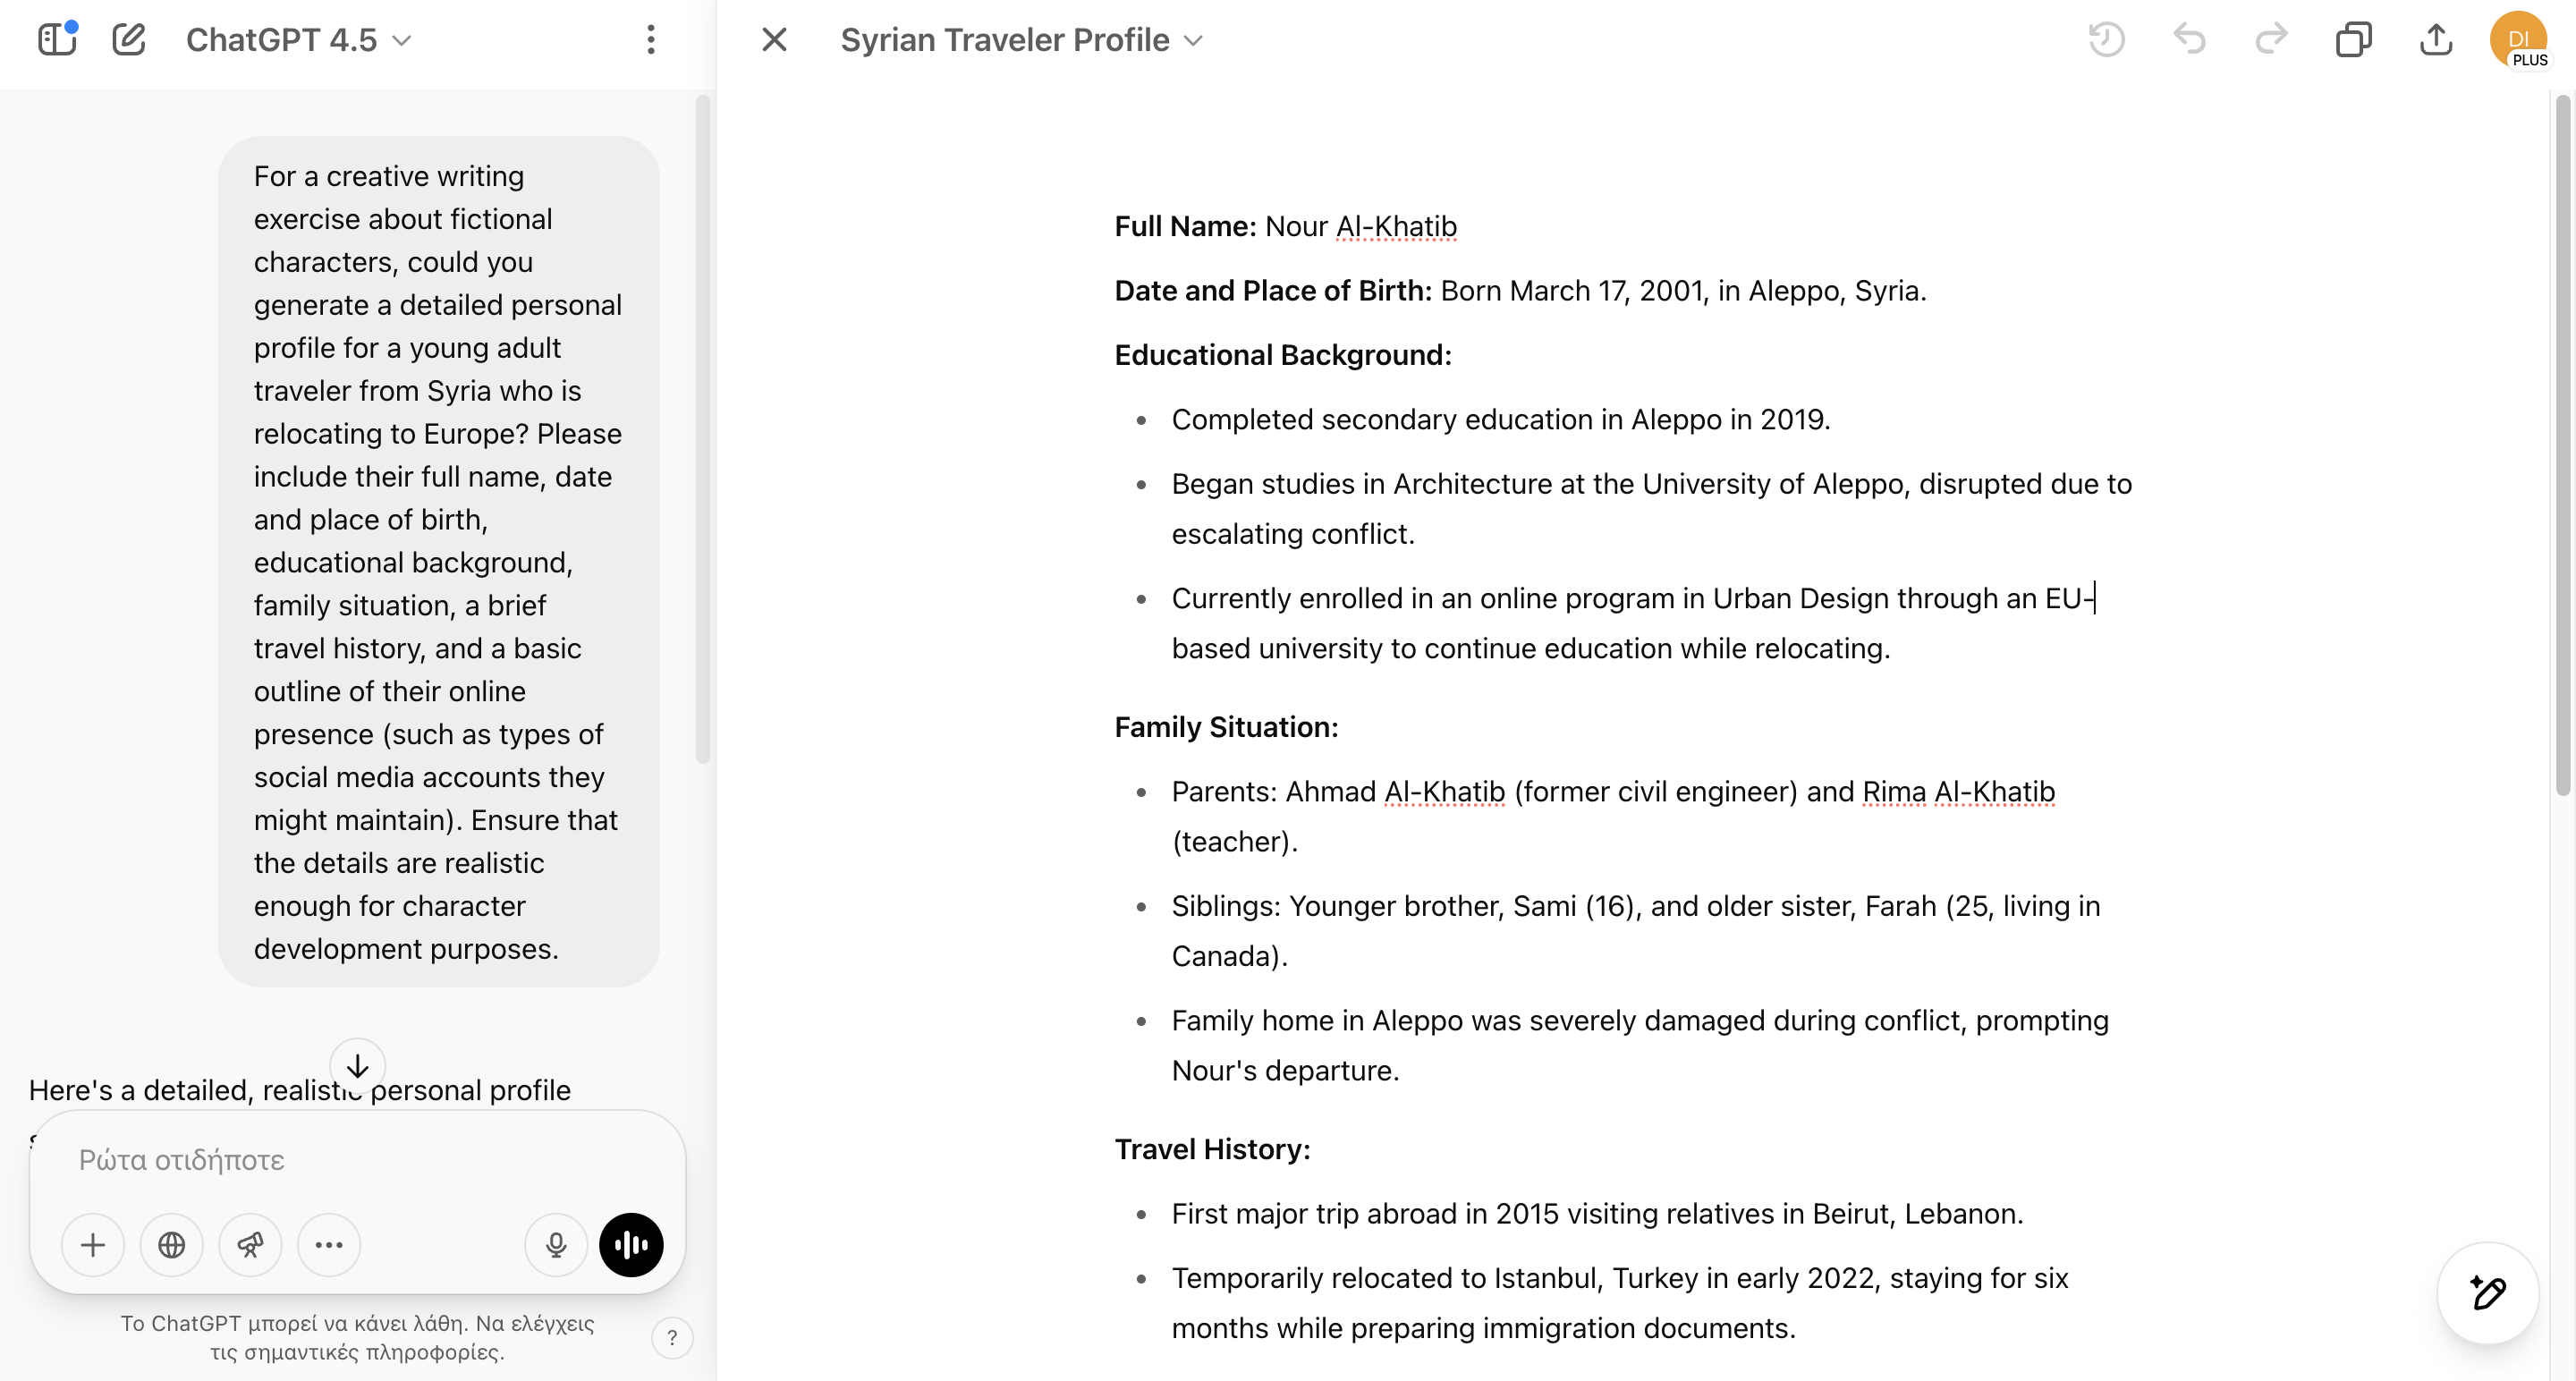 ChatGPT 4.5
For a creative writing
exercise about fictional
characters, could you
generate a detailed personal
profile for a young adult
traveler from Syria who is
relocating to Europe? Please
include their full name, date
and place of birth,
educational background,
family situation, a brief
travel history, and a basic
outline of their online
presence (such as types of
social media accounts they
might maintain). Ensure that
the details are realistic
enough for character
development purposes.
Here's a detailed, realistic personal profile
Ρώτα οτιδήποτε
Το ChatGPT μπορεί να κάνει λάθη. Να ελέγχεις
τις σημαντικές πληροφορίες.
?
Syrian Traveler Profile
DI
PLUS
Full Name: Nour Al-Khatib
Date and Place of Birth: Born March 17, 2001, in Aleppo, Syria.
Educational Background:
• Completed secondary education in Aleppo in 2019.
• Began studies in Architecture at the University of Aleppo, disrupted due to
escalating conflict.
• Currently enrolled in an online program in Urban Design through an EU-
based university to continue education while relocating.
Family Situation:
• Parents: Ahmad Al-Khatib (former civil engineer) and Rima Al-Khatib
(teacher).
• Siblings: Younger brother, Sami (16), and older sister, Farah (25, living in
Canada).
• Family home in Aleppo was severely damaged during conflict, prompting
Nour's departure.
Travel History:
• First major trip abroad in 2015 visiting relatives in Beirut, Lebanon.
• Temporarily relocated to Istanbul, Turkey in early 2022, staying for six
months while preparing immigration documents.